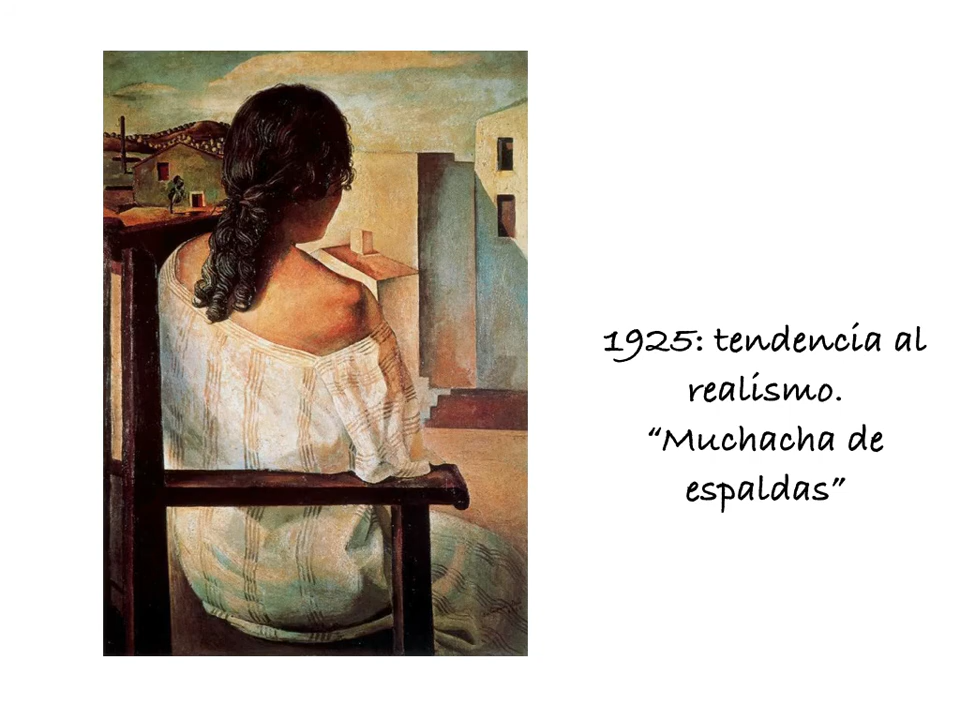 1925: tendencia al
realismo.
“Muchacha de
espaldas”